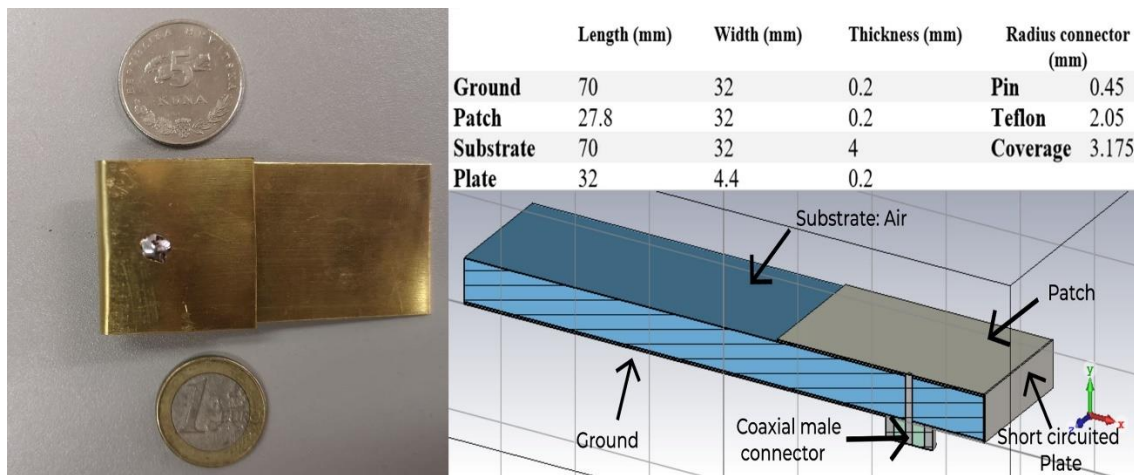 5
KUNA
Length (mm) Width (mm) Thickness (mm) Radius connector (mm)
Ground 70 32 0.2 Pin 0.45
Patch 27.8 32 0.2 Teflon 2.05
Substrate 70 32 4 Coverage 3.175
Plate 32 4.4 0.2
Substrate: Air
Patch
y
x
z
Ground
Coaxial male
connector
Short circuited
Plate